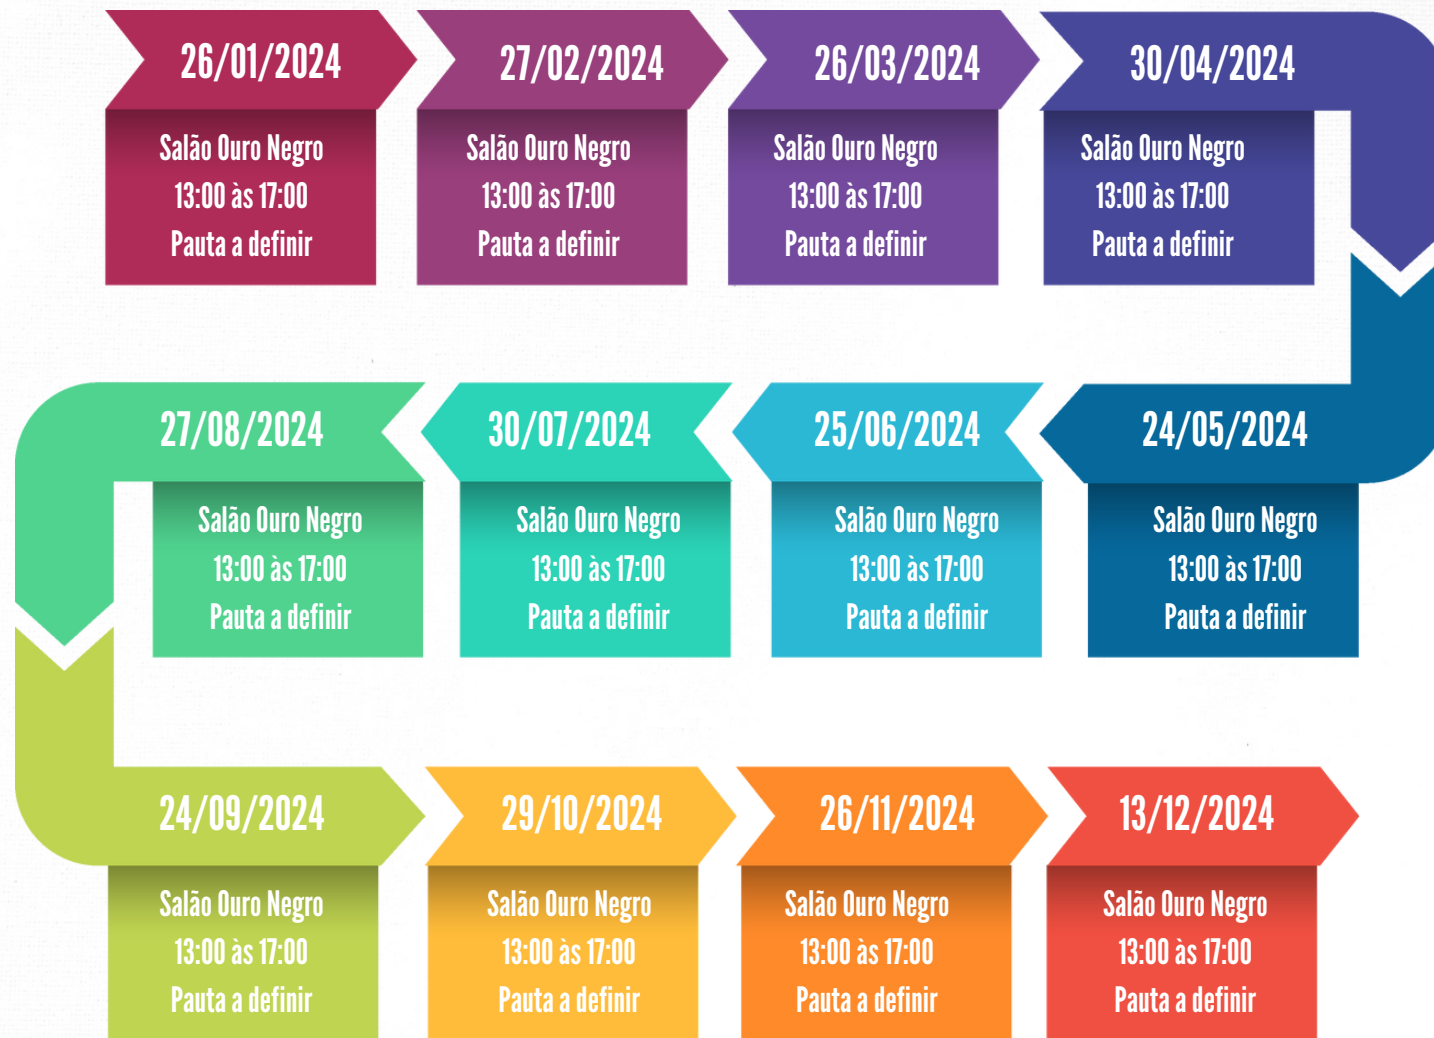 26/01/2024
Salão Ouro Negro
13:00 às 17:00
Pauta a definir
27/02/2024
Salão Ouro Negro
13:00 às 17:00
Pauta a definir
26/03/2024
Salão Ouro Negro
13:00 às 17:00
Pauta a definir
30/04/2024
Salão Ouro Negro
13:00 às 17:00
Pauta a definir
24/05/2024
Salão Ouro Negro
13:00 às 17:00
Pauta a definir
25/06/2024
Salão Ouro Negro
13:00 às 17:00
Pauta a definir
30/07/2024
Salão Ouro Negro
13:00 às 17:00
Pauta a definir
27/08/2024
Salão Ouro Negro
13:00 às 17:00
Pauta a definir
24/09/2024
Salão Ouro Negro
13:00 às 17:00
Pauta a definir
29/10/2024
Salão Ouro Negro
13:00 às 17:00
Pauta a definir
26/11/2024
Salão Ouro Negro
13:00 às 17:00
Pauta a definir
13/12/2024
Salão Ouro Negro
13:00 às 17:00
Pauta a definir